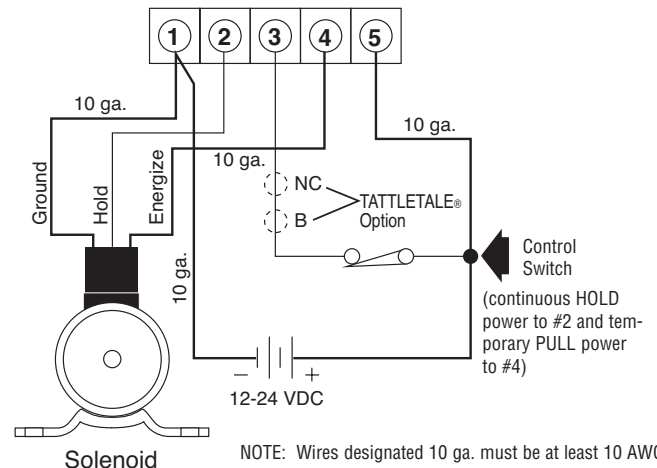 1 2 3 4 5
10 ga.
10 ga.
10 ga.
Ground
Hold
Energize
NC
B
TATTLETALE®
Option
10 ga.
Control
Switch
(continuous HOLD
power to #2 and tem-
porary PULL power
to #4)
– +
12-24 VDC
Solenoid
NOTE: Wires designated 10 ga. must be at least 10 AWG